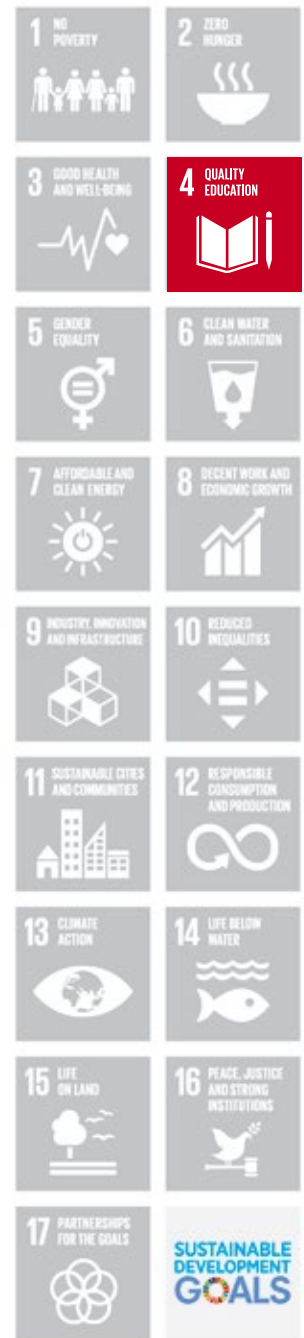 1 NO
POVERTY
2 ZERO
HUNGER
3 GOOD HEALTH
AND WELL-BEING
4 QUALITY
EDUCATION
5 GENDER
EQUALITY
6 CLEAN WATER
AND SANITATION
7 AFFORDABLE AND
CLEAN ENERGY
8 DECENT WORK AND
ECONOMIC GROWTH
9 INDUSTRY, INNOVATION
AND INFRASTRUCTURE
10 REDUCED
INEQUALITIES
11 SUSTAINABLE CITIES
AND COMMUNITIES
12 RESPONSIBLE
CONSUMPTION
AND PRODUCTION
13 CLIMATE
ACTION
14 LIFE BELOW
WATER
15 LIFE
ON LAND
16 PEACE, JUSTICE
AND STRONG
INSTITUTIONS
17 PARTNERSHIPS
FOR THE GOALS
SUSTAINABLE
DEVELOPMENT
GOALS